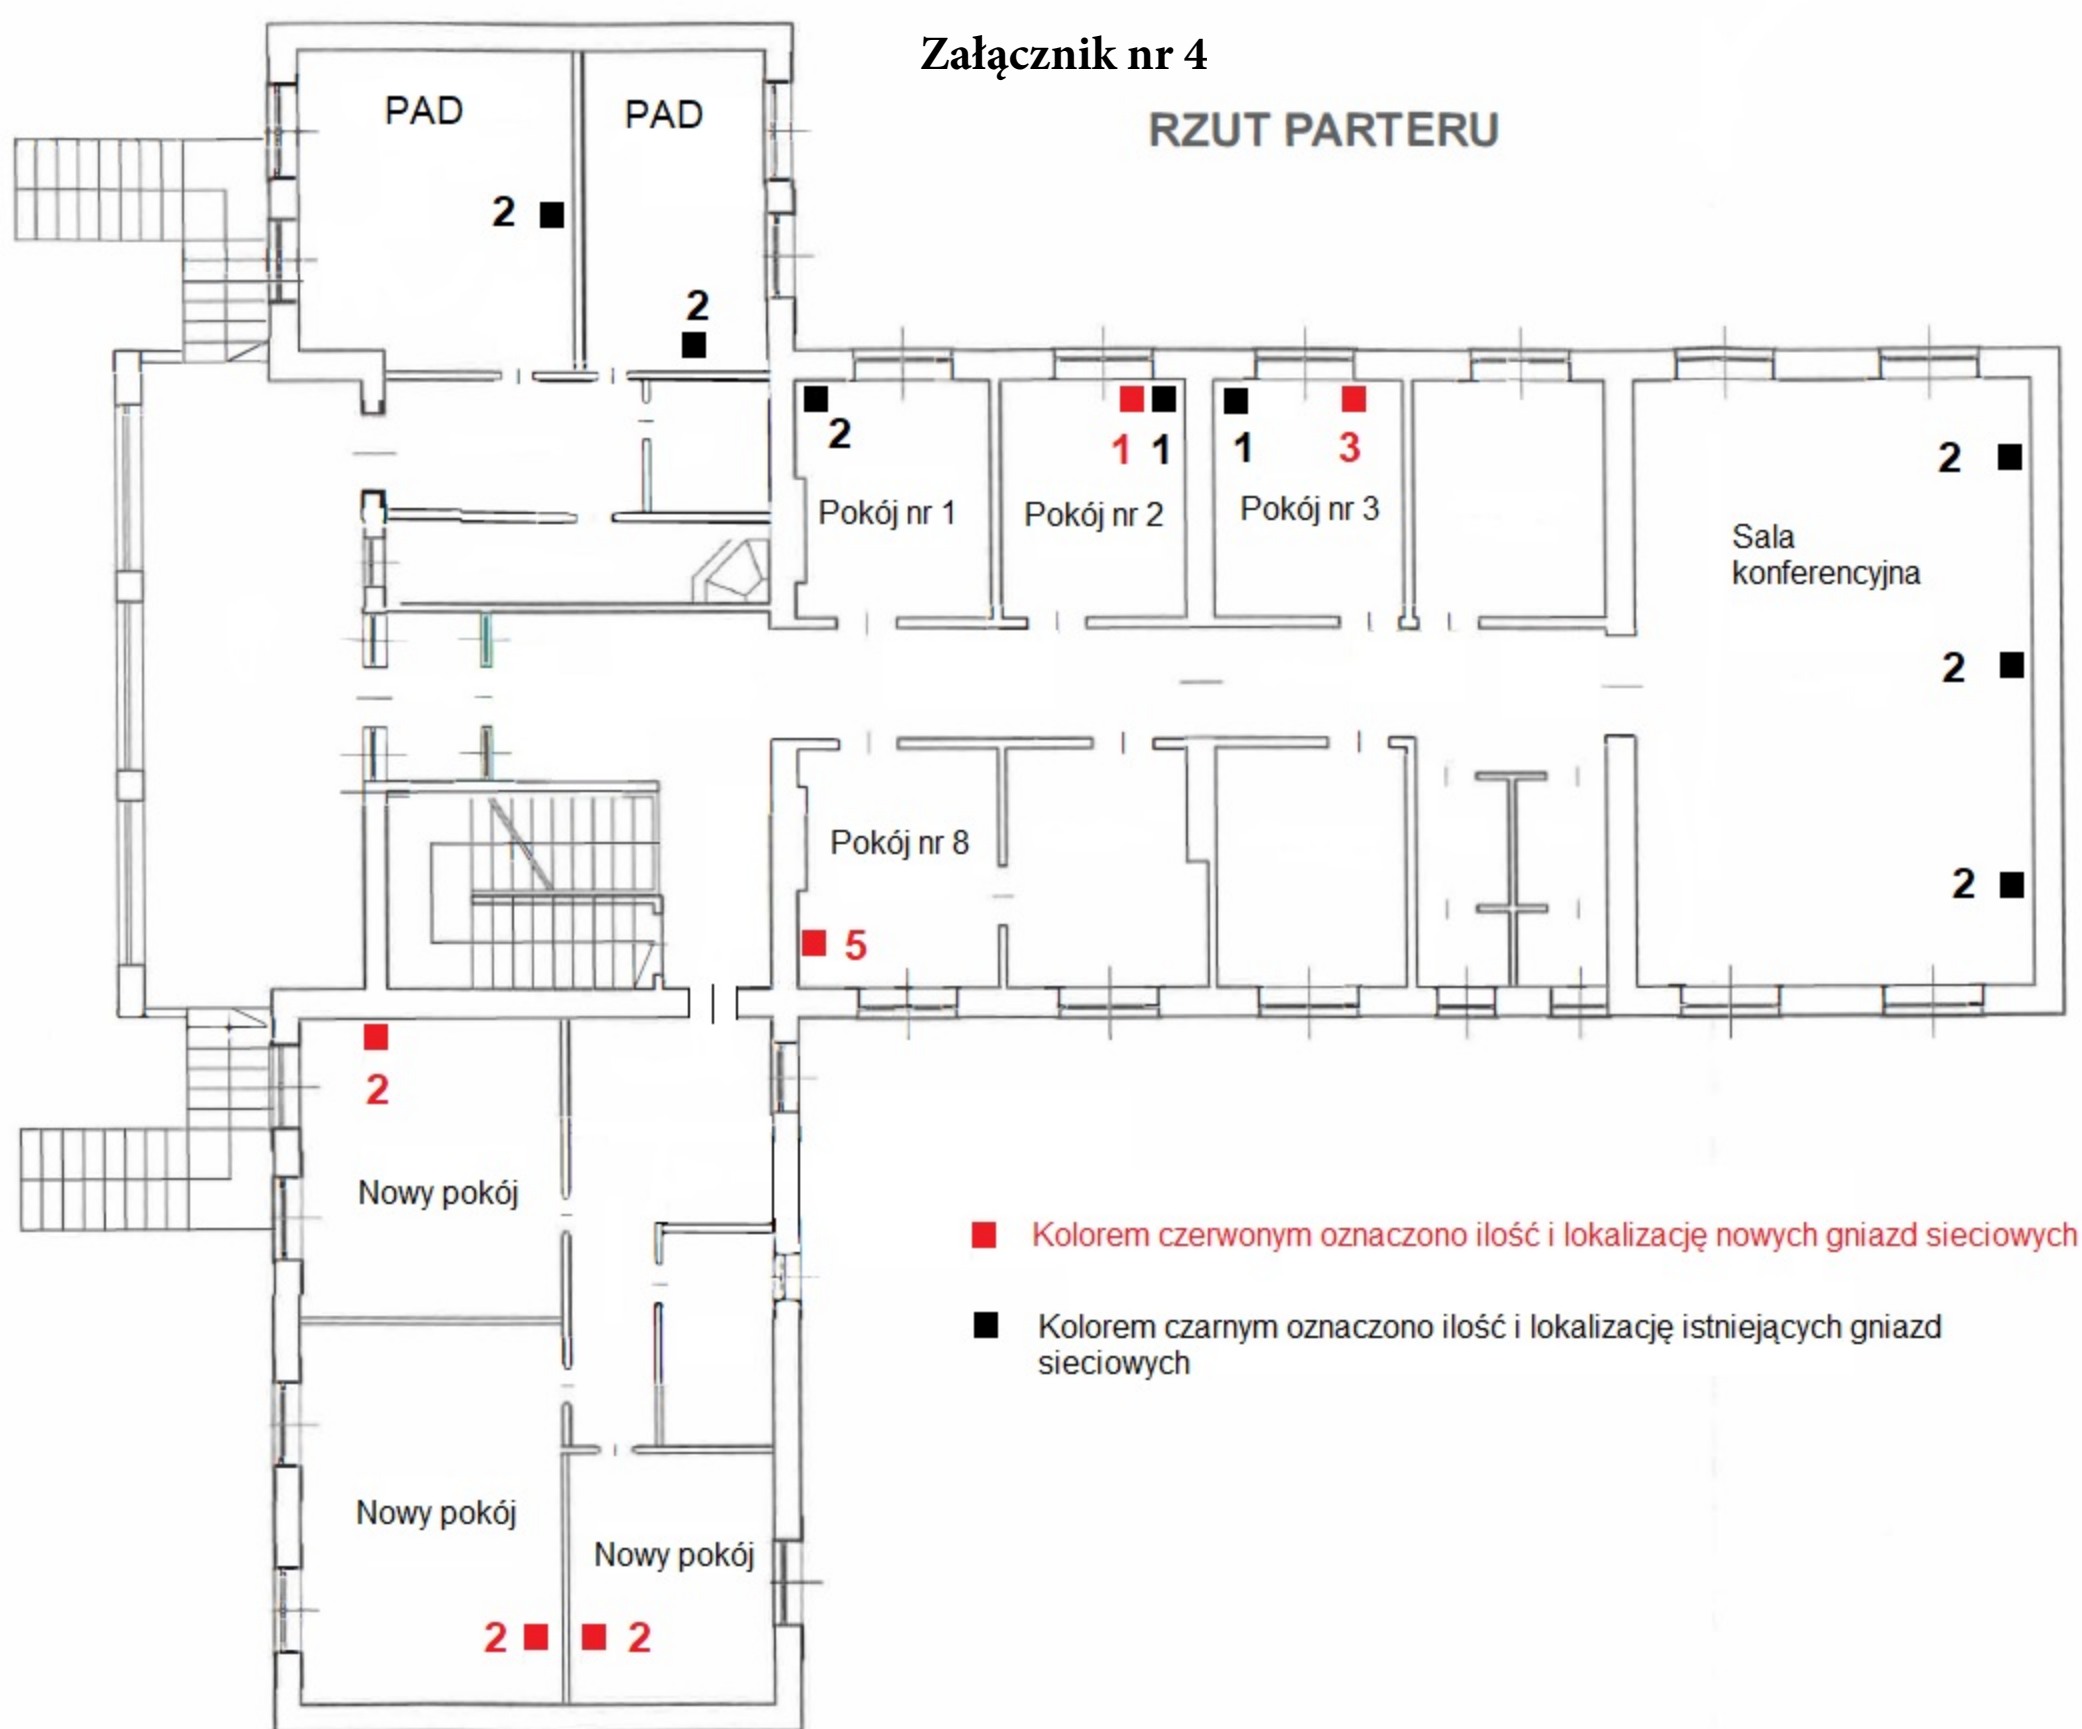 Załącznik nr 4
RZUT PARTERU
PAD
PAD
2
2
2
1
1
1
3
Pokój nr 1
Pokój nr 2
Pokój nr 3
2
Sala
konferencyjna
2
2
Pokój nr 8
5
2
Nowy pokój
Kolorem czerwonym oznaczono ilość i lokalizację nowych gniazd sieciowych
Kolorem czarnym oznaczono ilość i lokalizację istniejących gniazd
sieciowych
Nowy pokój
Nowy pokój
2
2